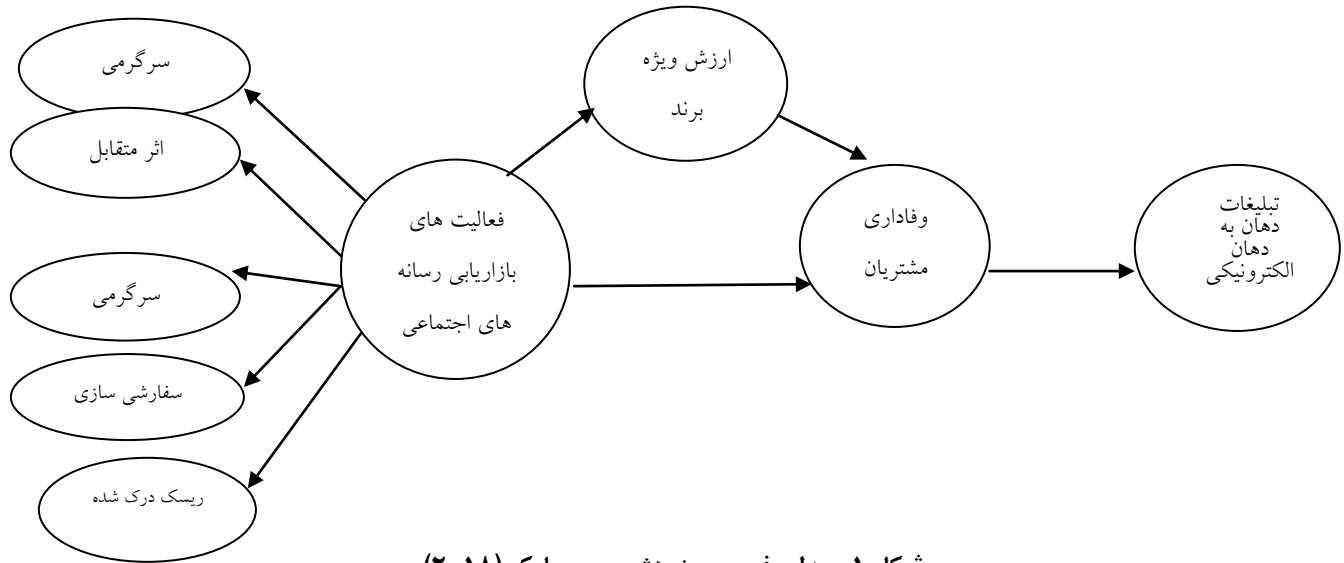 سرگرمی
اثر متقابل
سرگرمی
سفارشی سازی
ریسک درک شده
فعالیت های
بازاریابی رسانه
های اجتماعی
ارزش ویژه
برند
وفاداری
مشتریان
تبلیغات
دهان به
دهان
الکترونیکی